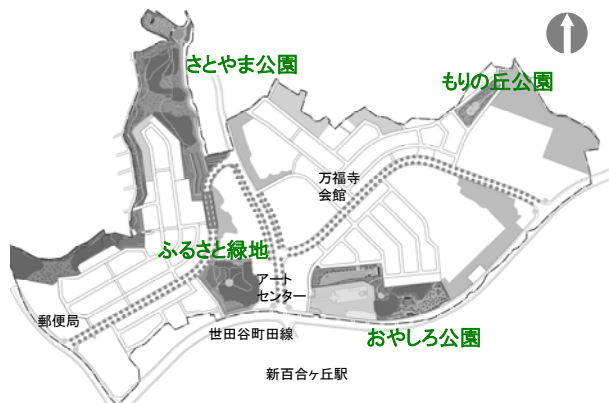 さとやま公園
もりの丘公園
万福寺
会館
ふるさと緑地
アート
センター
郵便局
世田谷町田線
おやしろ公園
新百合ヶ丘駅